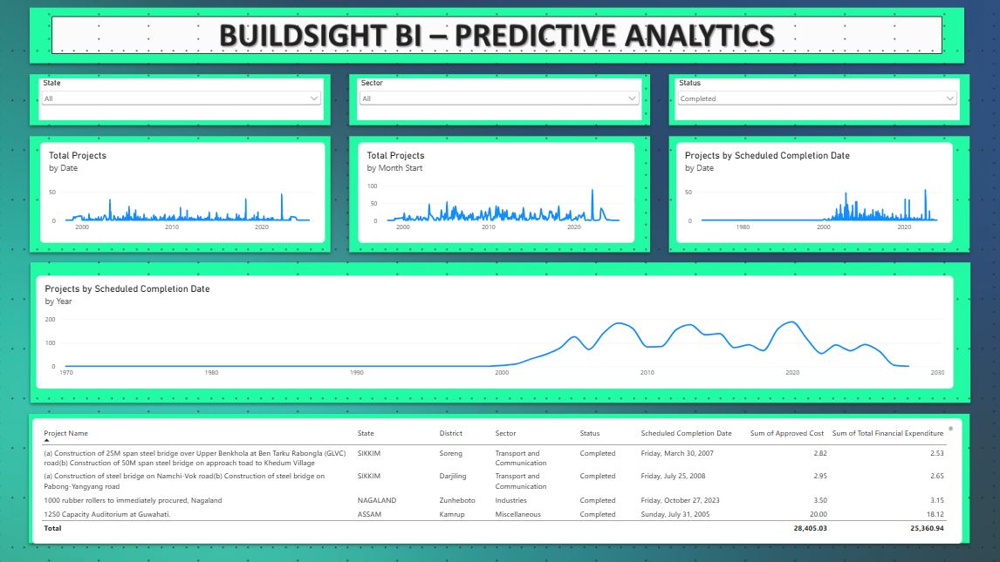 BUILDSIGHT BI – PREDICTIVE ANALYTICS
State
All
Sector
All
Status
Completed
Total Projects
by Date
50
0
2000
2010
2020
Total Projects
by Month Start
100
50
0
2000
2010
2020
Projects by Scheduled Completion Date
by Date
50
0
1980
2000
2020
Projects by Scheduled Completion Date
by Year
200
100
0
1970
1980
1990
2000
2010
2020
2030
Project Name State District Sector Status Scheduled Completion Date Sum of Approved Cost Sum of Total Financial Expenditure
(a) Construction of 25M span steel bridge over Upper Benkhola at Ben Tarku Rabongla (GLVC) SIKKIM Soreng Transport and Completed Friday, March 30, 2007 2.82 2.53
road(b) Construction of 50M span steel bridge on approach toad to Khedum Village Communication
(a) Construction of steel bridge on Namchi-Vok road(b) Construction of steel bridge on SIKKIM Darjiling Transport and Completed Friday, July 25, 2008 2.95 2.65
Pabong-Yangyang road Communication
1000 rubber rollers to immediately procured, Nagaland NAGALAND Zunheboto Industries Completed Friday, October 27, 2023 3.50 3.15
1250 Capacity Auditorium at Guwahati. ASSAM Kamrup Miscellaneous Completed Sunday, July 31, 2005 20.00 18.12
Total 28,405.03 25,360.94